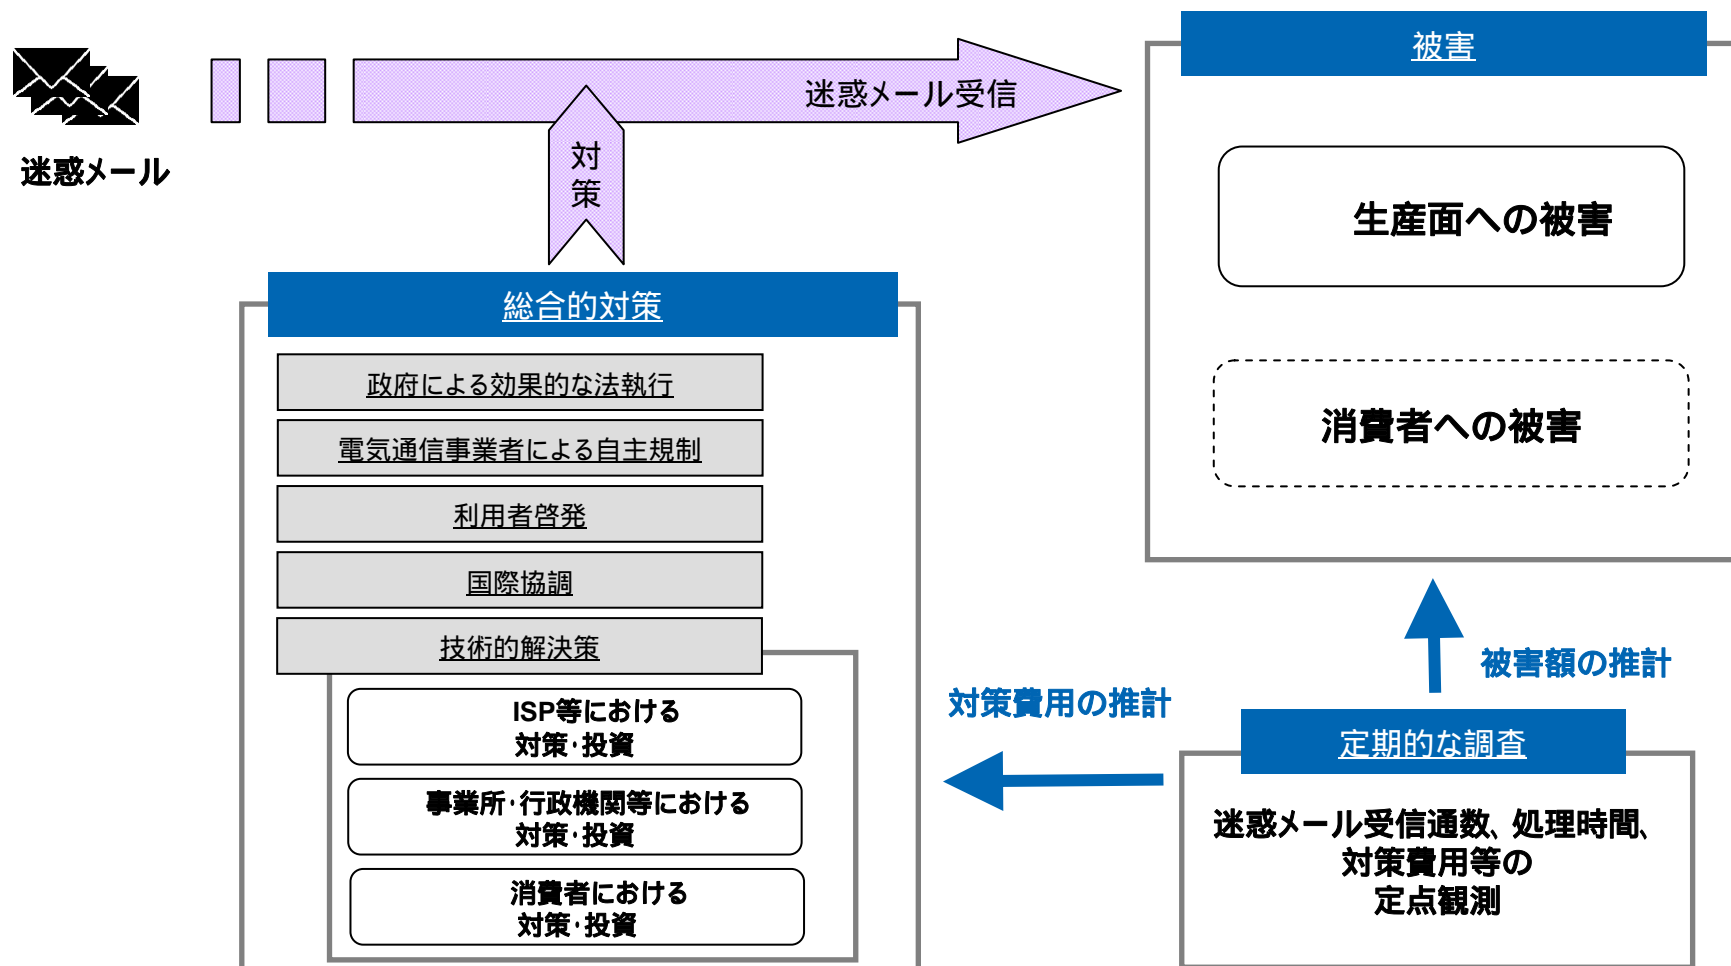 迷惑メール
迷惑メール受信
対
策
被害
生産面への被害
消費者への被害
総合的対策
政府による効果的な法執行
電気通信事業者による自主規制
利用者啓発
国際協調
技術的解決策
ISP等における
対策・投資
事業所・行政機関等における
対策・投資
消費者における
対策・投資
対策費用の推計
被害額の推計
定期的な調査
迷惑メール受信通数、処理時間、
対策費用等の
定点観測